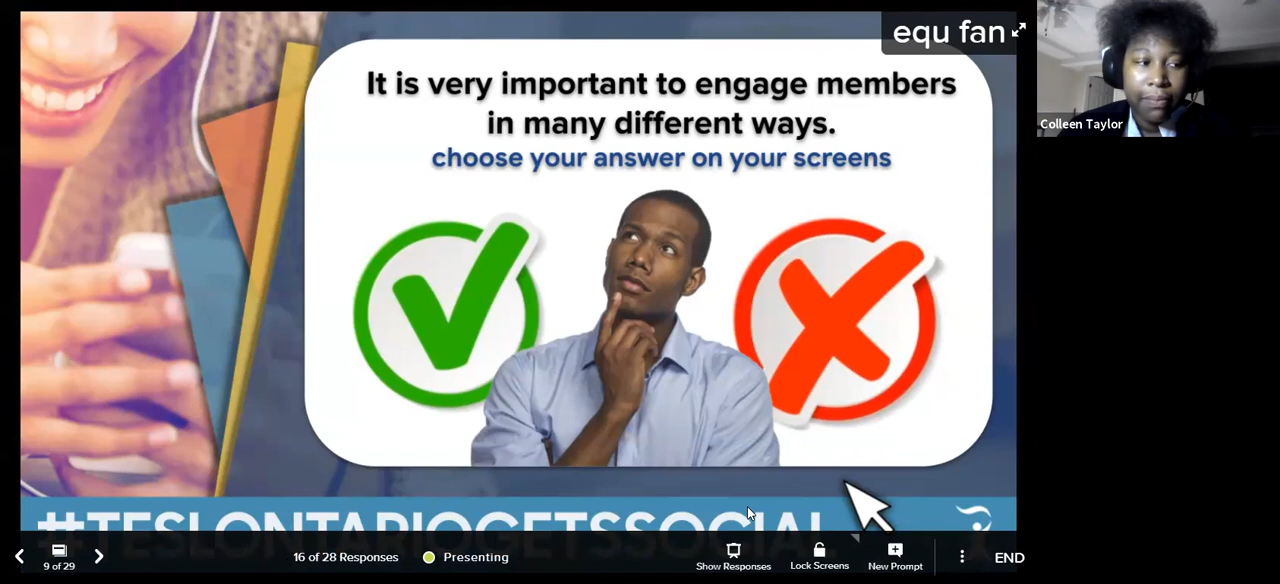 equ fan
It is very important to engage members
in many different ways.
choose your answer on your screens
Colleen Taylor
#TESLONTARIOGETSSOCIAL
9 of 29
16 of 28 Responses
Presenting
Show Responses
Lock Screens
New Prompt
END